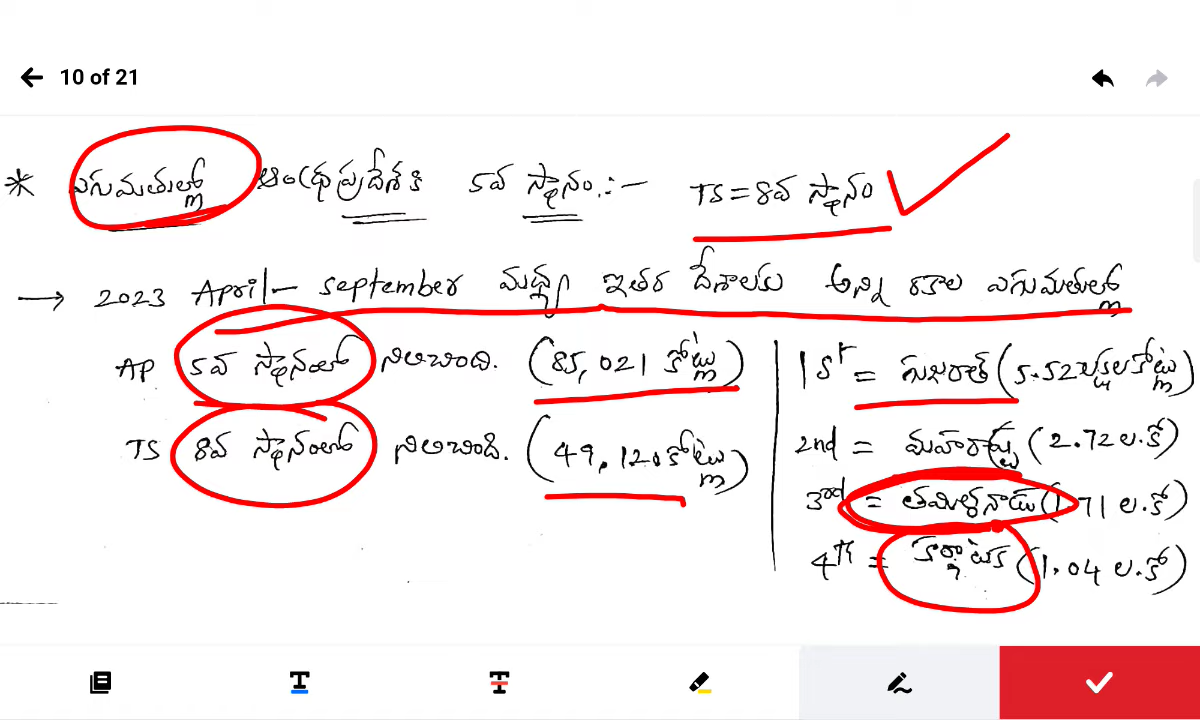 10 of 21
* ఎగుమతుల్లో ఆంధ్రప్రదేశ్‌కి 5వ స్థానం :- TS = 8వ స్థానం
→ 2023 April - september మధ్య ఇతర దేశాలకు అన్ని రకాల ఎగుమతుల్లో
AP 5వ స్థానంలో నిలిచింది. (85,021 కోట్లు)
TS 8వ స్థానంలో నిలిచింది. (49,120 కోట్లు)
1st = గుజరాత్ (5.52 లక్షల కోట్లు)
2nd = మహారాష్ట్ర (2.72 ల.కో)
3rd = తమిళనాడు (1.71 ల.కో)
4th = కర్ణాటక (1.04 ల.కో)